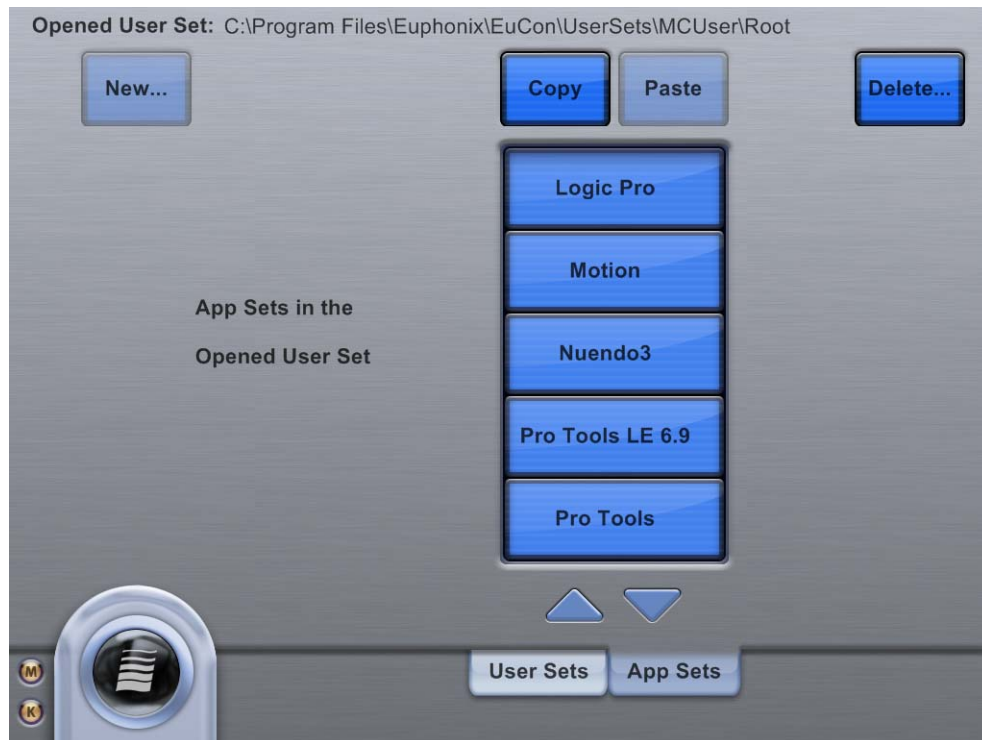 Opened User Set: C:\Program Files\Euphonix\EuCon\UserSets\MCUser\Root
New...
Copy
Paste
Delete...
Logic Pro
Motion
App Sets in the
Opened User Set
Nuendo3
Pro Tools LE 6.9
Pro Tools
User Sets
App Sets
M
K